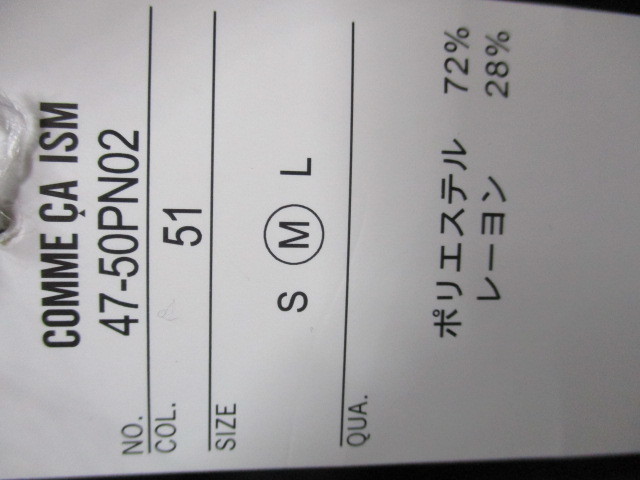 COMME ÇA ISM
NO. 47-50PN02
COL. 51
SIZE
S M L
QUA.
ポリエステル 72%
レーヨン 28%